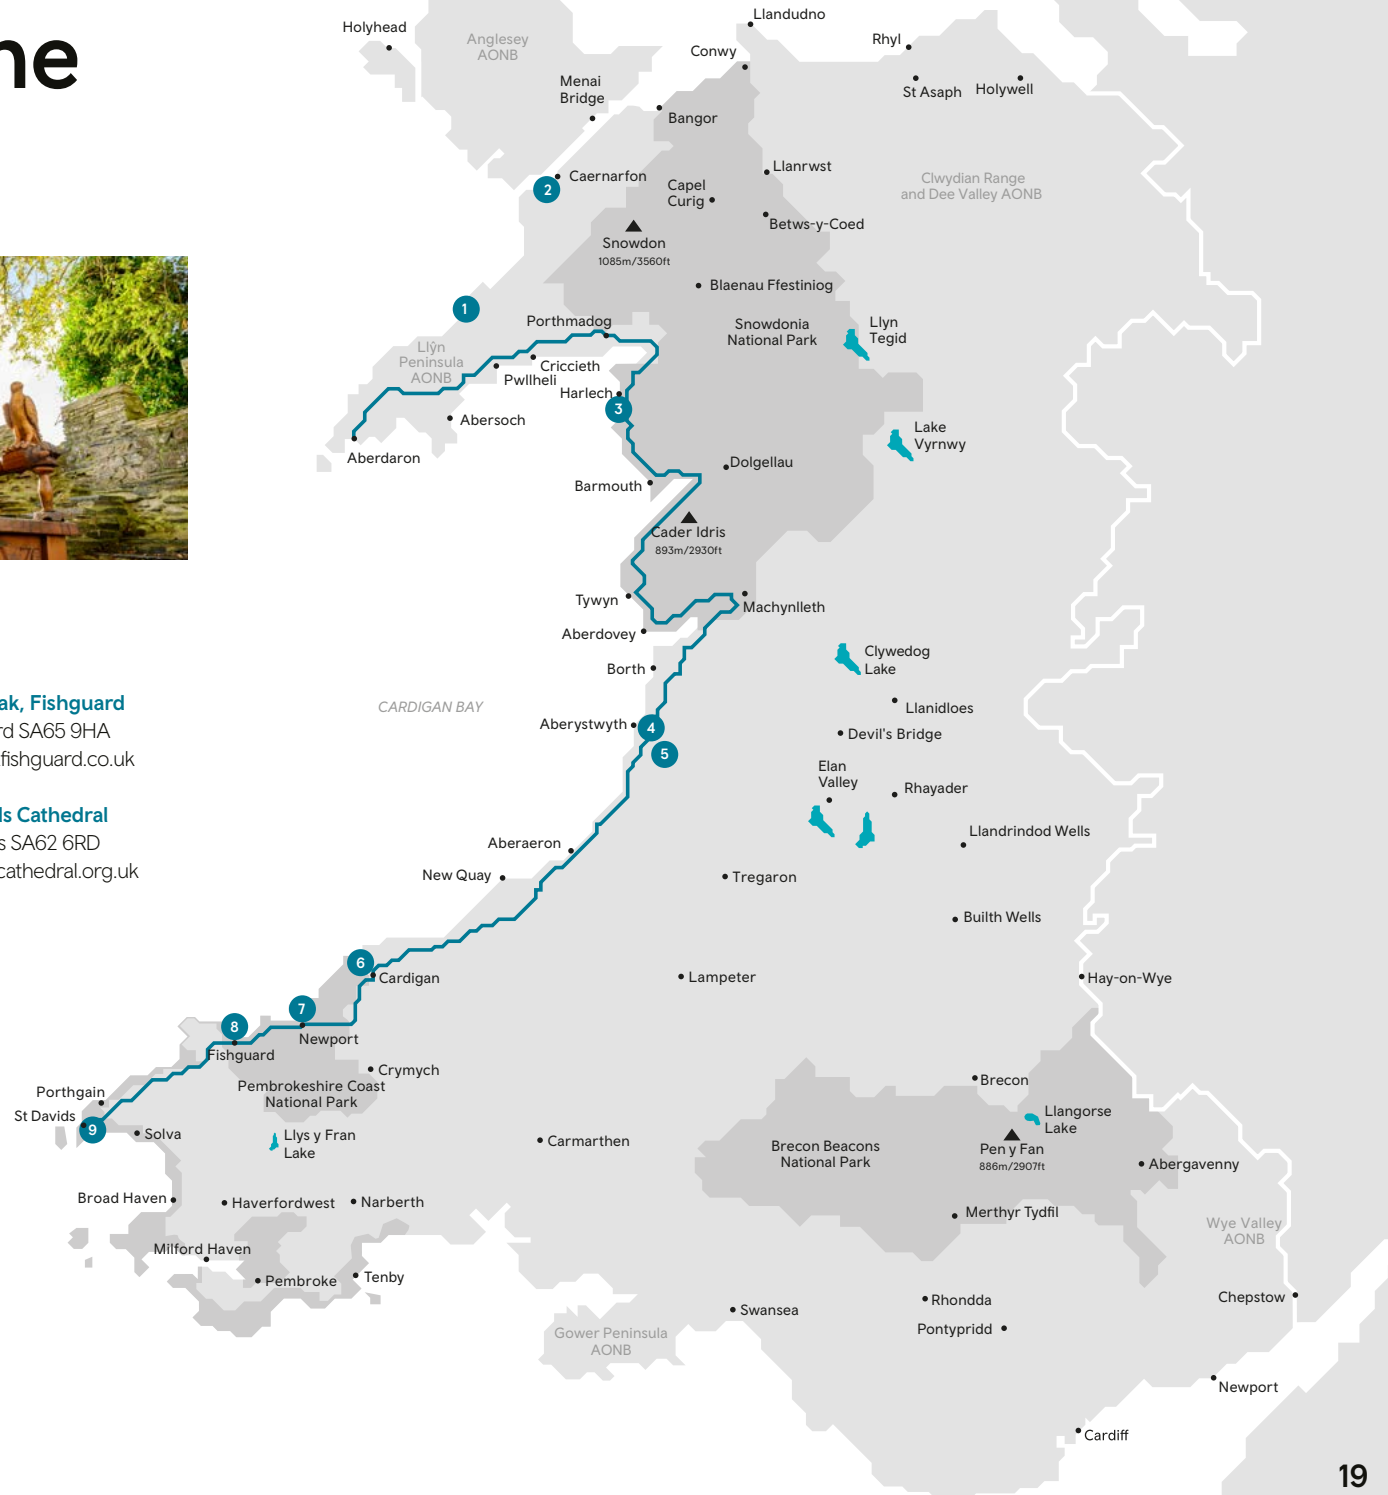 ne
ak, Fishguard
rd SA65 9HA
fishguard.co.uk
ds Cathedral
s SA62 6RD
cathedral.org.uk
Holyhead
Anglesey
AONB
Llandudno
Conwy
Rhyl
St Asaph
Holywell
Menai
Bridge
Bangor
2
Caernarfon
Llanrwst
Capel
Curig
Clwydian Range
and Dee Valley AONB
Betws-y-Coed
Snowdon
1085m/3560ft
Blaenau Ffestiniog
1
Porthmadog
Snowdonia
National Park
Llyn
Tegid
Llŷn
Peninsula
AONB
Criccieth
Pwllheli
Harlech
3
Abersoch
Aberdaron
Lake
Vyrnwy
Dolgellau
Barmouth
Cader Idris
893m/2930ft
Tywyn
Machynlleth
Aberdovey
Borth
Clywedog
Lake
CARDIGAN BAY
Llanidloes
Aberystwyth
4
5
Devil's Bridge
Elan
Valley
Rhayader
Llandrindod Wells
Aberaeron
New Quay
Tregaron
Builth Wells
6
Cardigan
Lampeter
Hay-on-Wye
7
8
Newport
Fishguard
Crymych
Pembrokeshire Coast
National Park
Brecon
Porthgain
St Davids
9
Solva
Llys y Fran
Lake
Carmarthen
Llangorse
Lake
Brecon Beacons
National Park
Pen y Fan
886m/2907ft
Abergavenny
Broad Haven
Haverfordwest
Narberth
Merthyr Tydfil
Wye Valley
AONB
Milford Haven
Pembroke
Tenby
Rhondda
Chepstow
Swansea
Pontypridd
Gower Peninsula
AONB
Newport
Cardiff
19